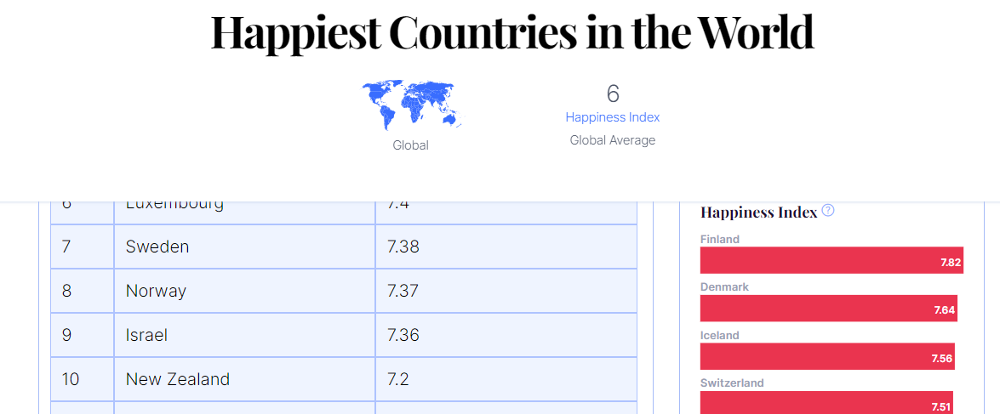 Happiest Countries in the World
Global
6
Happiness Index
Global Average
6 Luxembourg 7.4
7 Sweden 7.38
8 Norway 7.37
9 Israel 7.36
10 New Zealand 7.2
Happiness Index ?
Finland
7.82
Denmark
7.64
Iceland
7.56
Switzerland
7.51